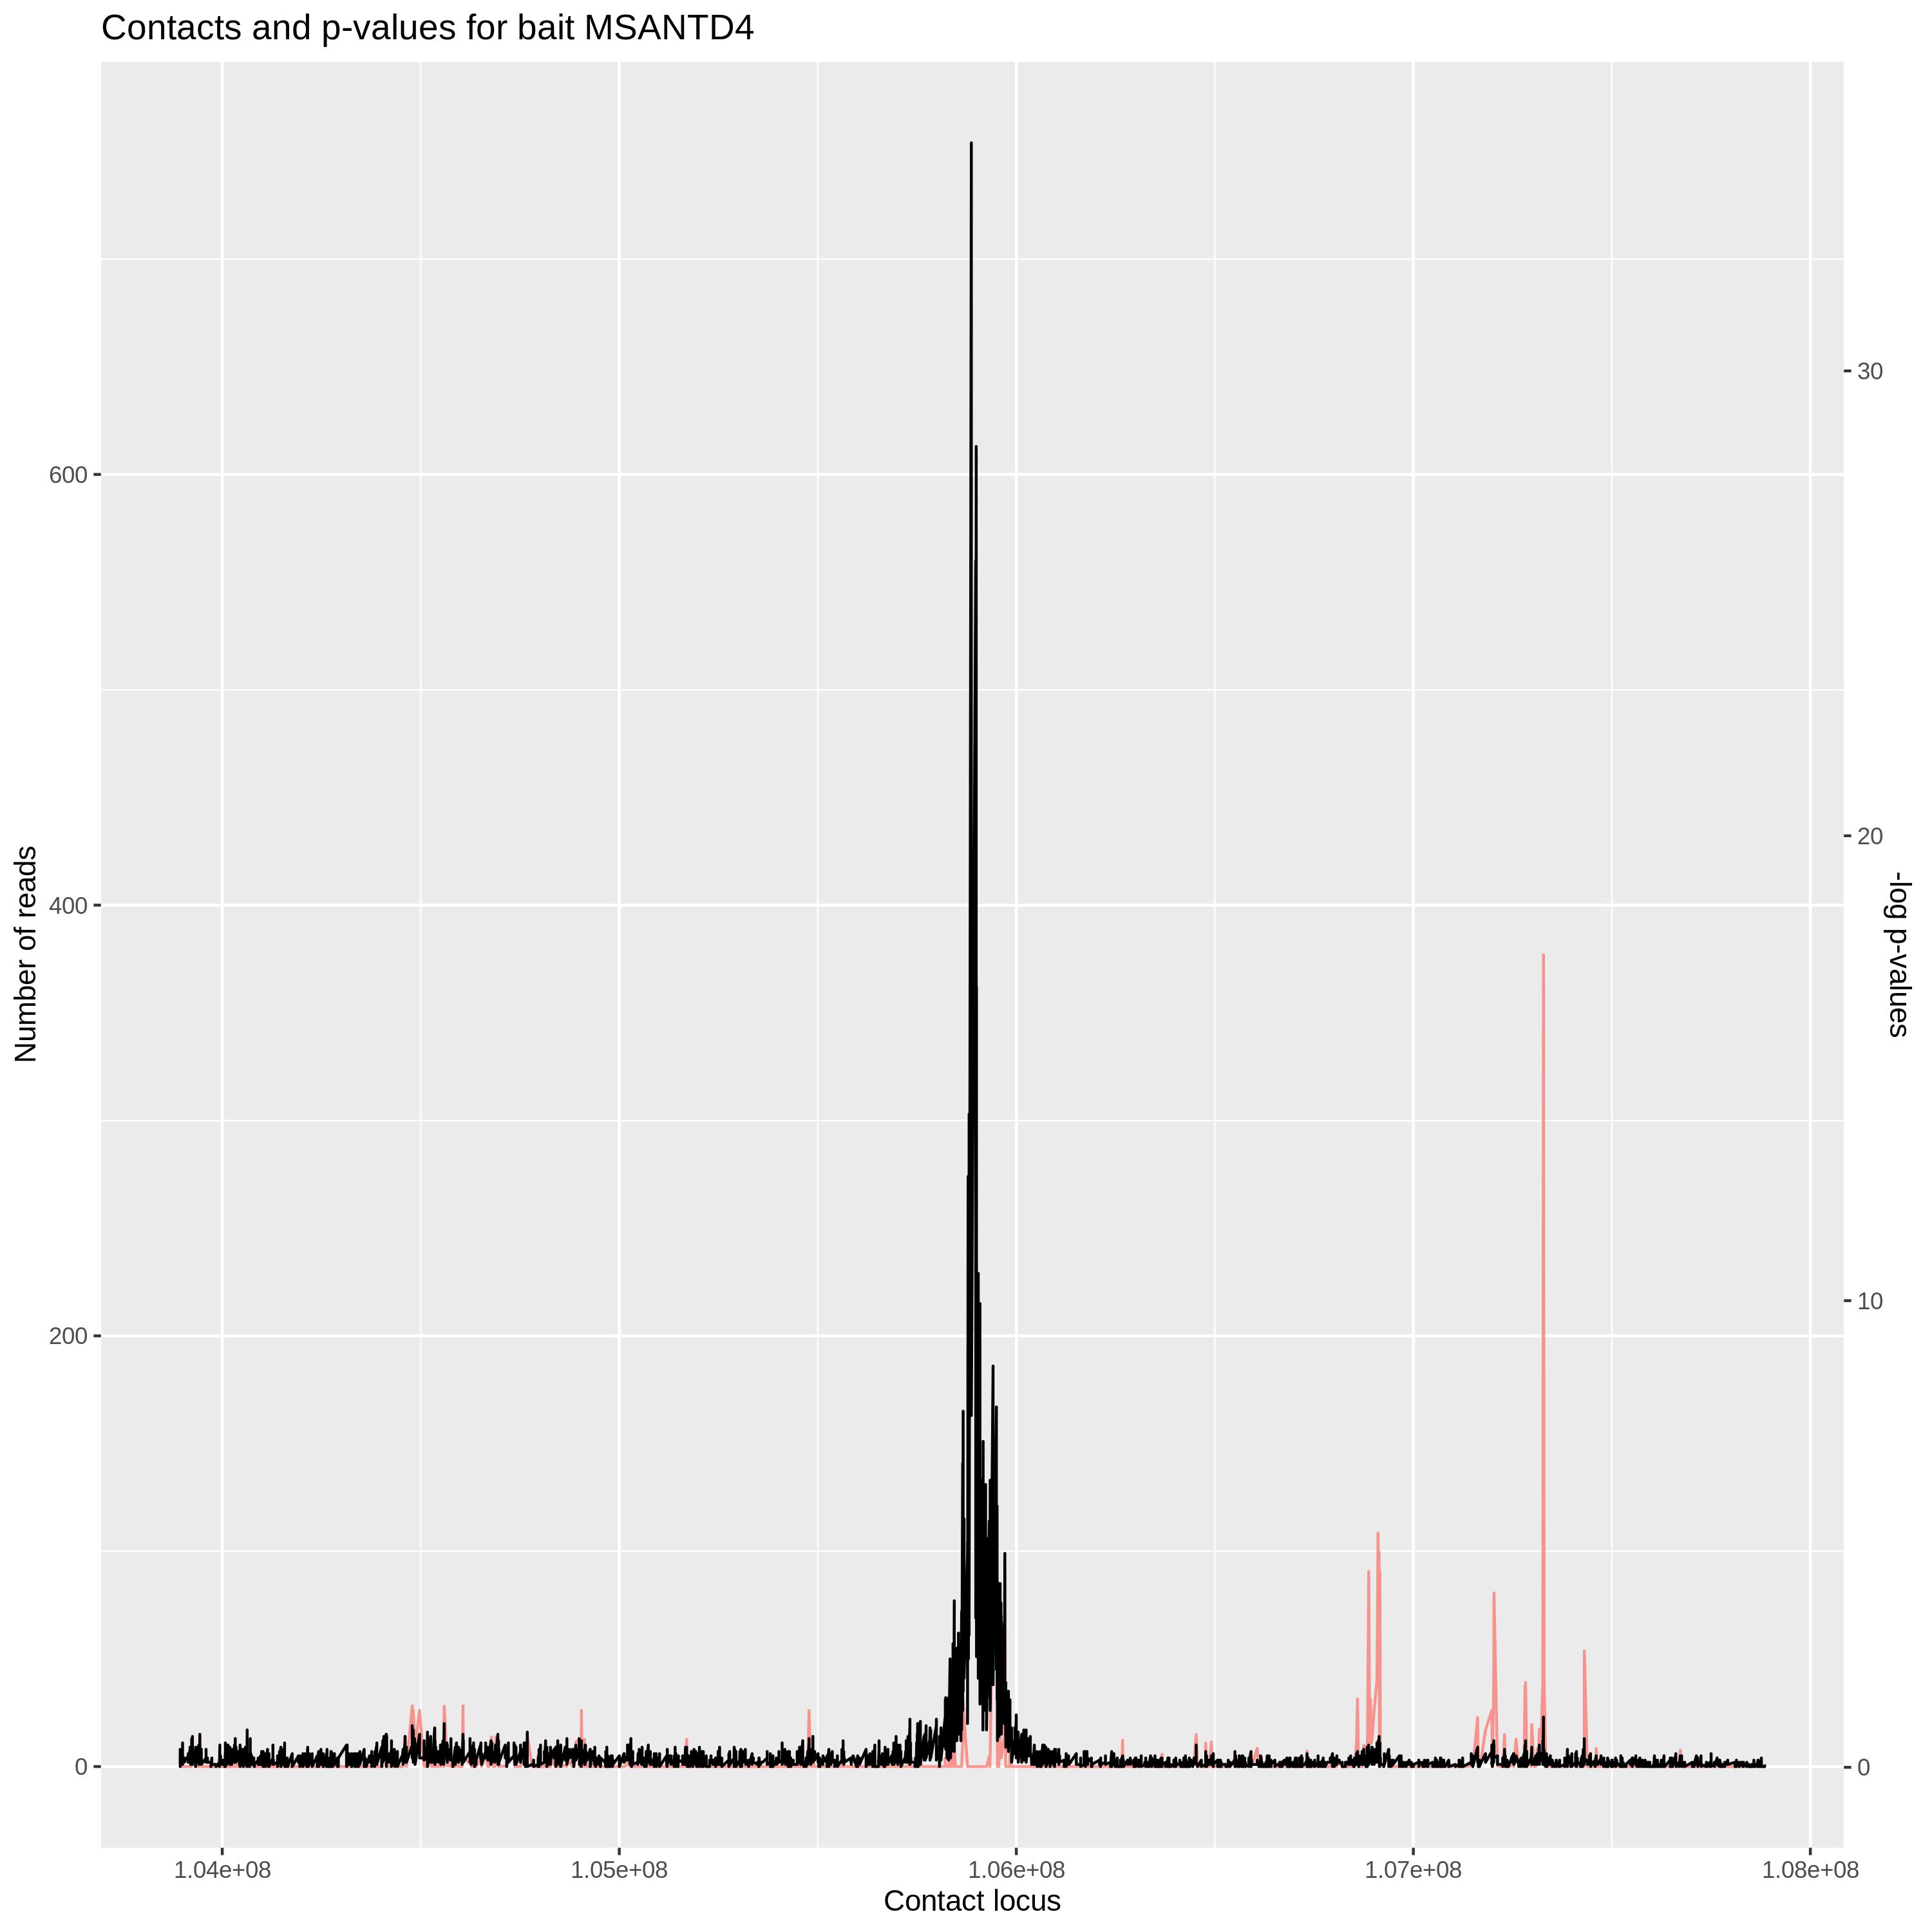 Contacts and p-values for bait MSANTD4
Number of reads
600
400
200
0
30
20
10
0
-log p-values
1.04e+08 1.05e+08 1.06e+08 1.07e+08 1.08e+08
Contact locus